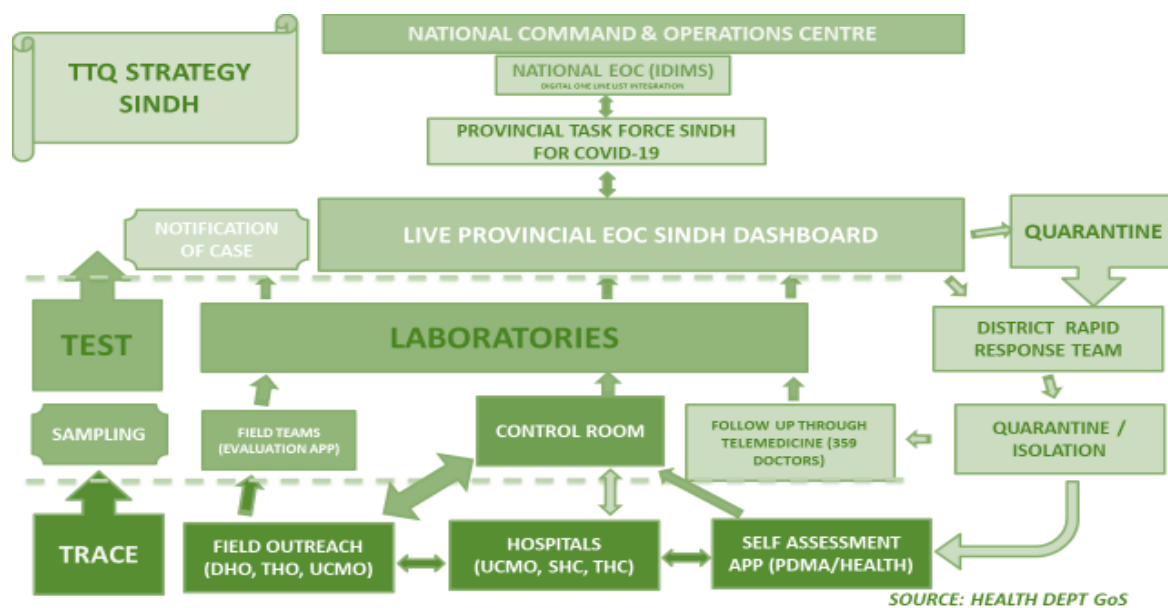 NATIONAL COMMAND & OPERATIONS CENTRE
TTQ STRATEGY
SINDH
NATIONAL EOC (IDIMS)
DIGITAL ONE LINE LIST INTEGRATION
PROVINCIAL TASK FORCE SINDH
FOR COVID-19
NOTIFICATION
OF CASE
LIVE PROVINCIAL EOC SINDH DASHBOARD
QUARANTINE
TEST
LABORATORIES
DISTRICT RAPID
RESPONSE TEAM
SAMPLING
FIELD TEAMS
(EVALUATION APP)
CONTROL ROOM
FOLLOW UP THROUGH
TELEMEDICINE (359
DOCTORS)
QUARANTINE /
ISOLATION
TRACE
FIELD OUTREACH
(DHO, THO, UCMO)
HOSPITALS
(UCMO, SHC, THC)
SELF ASSESSMENT
APP (PDMA/HEALTH)
SOURCE: HEALTH DEPT GoS